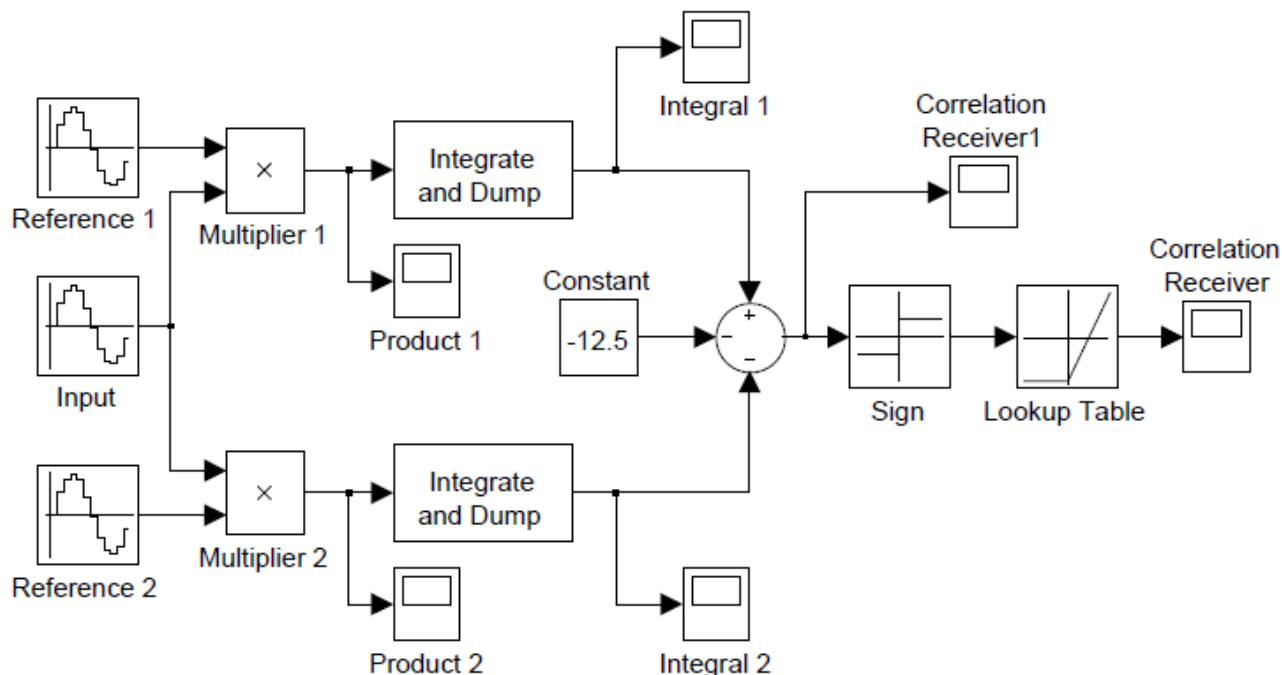 Integral 1
Correlation
Receiver1
Reference 1
×
Multiplier 1
Integrate
and Dump
Product 1
Input
Constant
-12.5
+
−
−
Sign
Lookup Table
Correlation
Receiver
Reference 2
×
Multiplier 2
Integrate
and Dump
Product 2
Integral 2